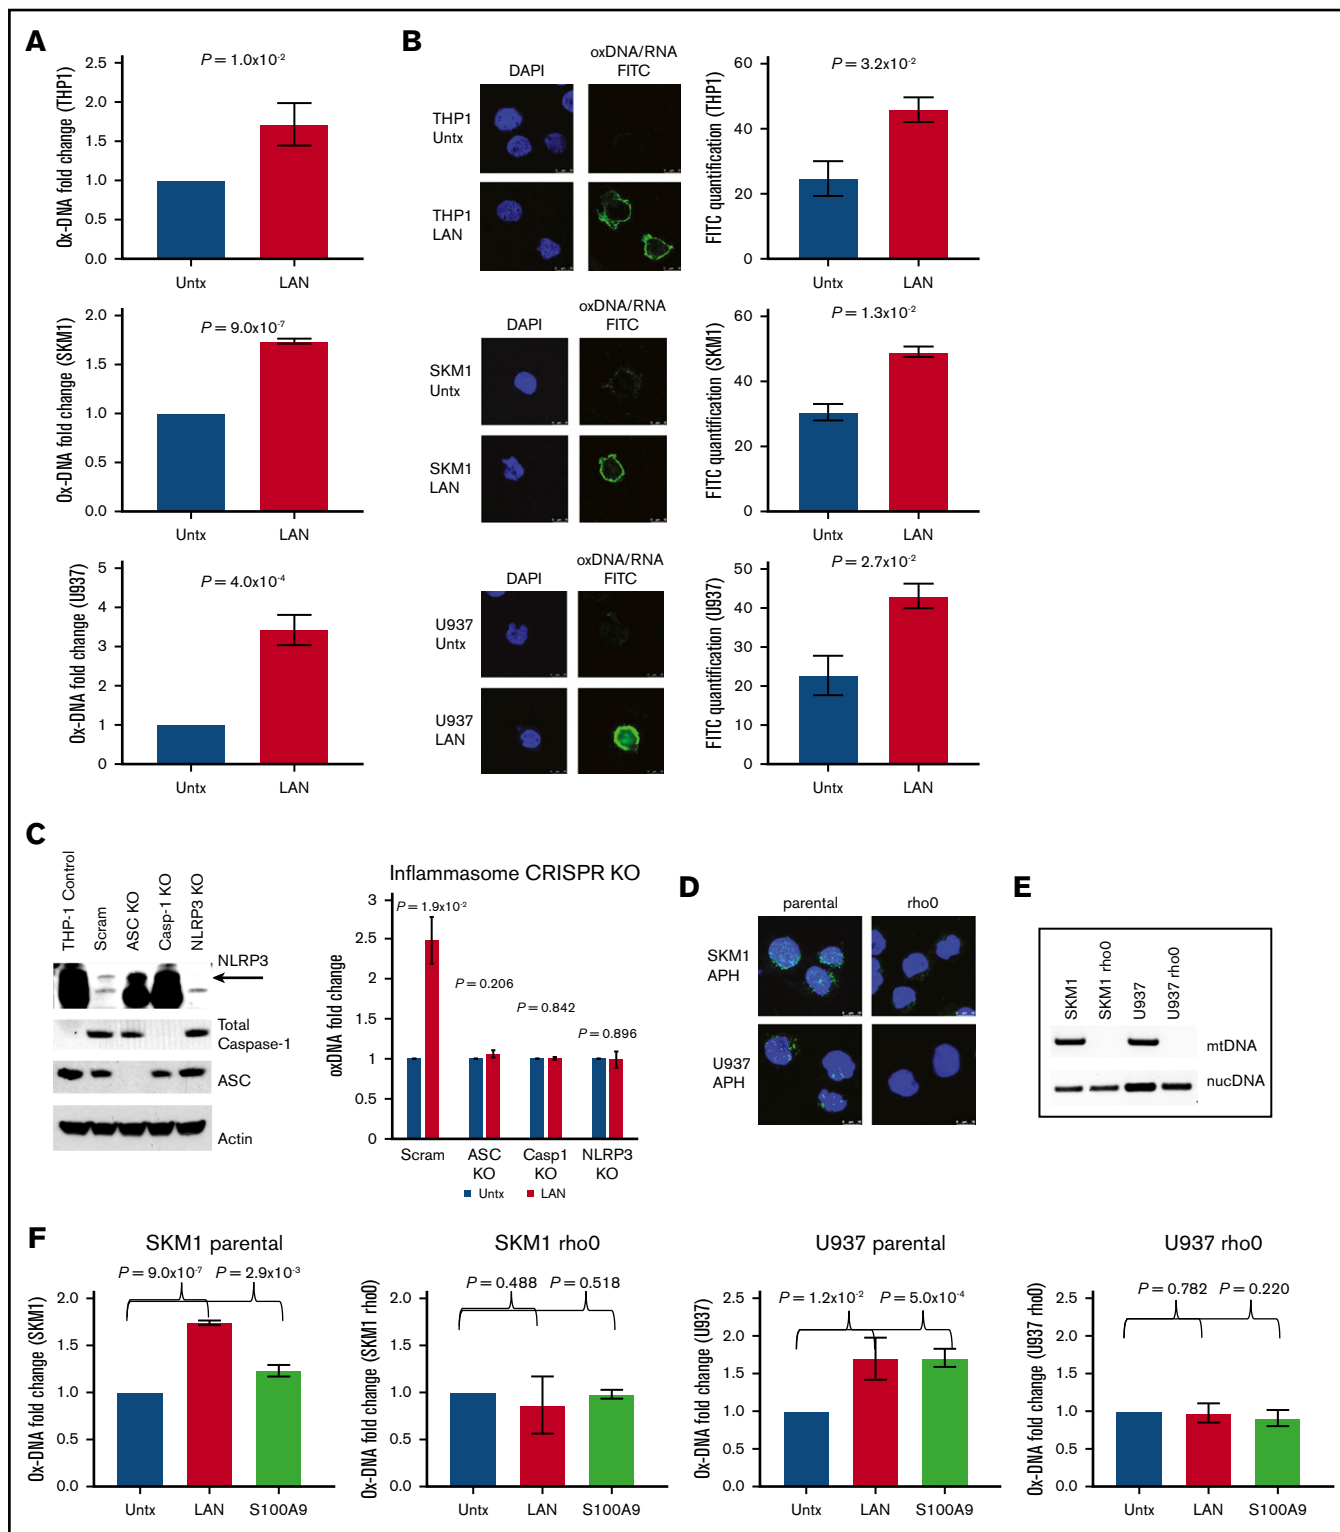 A
P = 1.0x10-2
Ox-DNA fold change (THP1)
2.5
2.0
1.5
1.0
0.5
0.0
Untx LAN
P = 9.0x10-7
Ox-DNA fold change (SKM1)
2.0
1.5
1.0
0.5
0.0
Untx LAN
P = 4.0x10-4
Ox-DNA fold change (U937)
5
4
3
2
1
0
Untx LAN
B
DAPI
oxDNA/RNA
FITC
THP1
Untx
THP1
LAN
P = 3.2x10-2
FITC quantification (THP1)
60
40
20
0
Untx LAN
DAPI
oxDNA/RNA
FITC
SKM1
Untx
SKM1
LAN
P = 1.3x10-2
FITC quantification (SKM1)
60
40
20
0
Untx LAN
DAPI
oxDNA/RNA
FITC
U937
Untx
U937
LAN
P = 2.7x10-2
FITC quantification (U937)
50
40
30
20
10
0
Untx LAN
C
THP-1 Control
Scram
ASC KO
Casp-1 KO
NLRP3 KO
NLRP3
Total
Caspase-1
ASC
Actin
Inflammasome CRISPR KO
oxDNA fold change
3
2.5
2
1.5
1
0.5
0
P = 1.9x10-2
P = 0.206
P = 0.842
P = 0.896
Scram
ASC
KO
Casp1
KO
NLRP3
KO
Untx LAN
D
parental rho0
SKM1
APH
U937
APH
E
SKM1
SKM1 rho0
U937
U937 rho0
mtDNA
nucDNA
F
SKM1 parental
P = 9.0x10-7 P = 2.9x10-3
Ox-DNA fold change (SKM1)
2.0
1.5
1.0
0.5
0.0
Untx LAN S100A9
SKM1 rho0
P = 0.488 P = 0.518
Ox-DNA fold change (SKM1 rho0)
2.0
1.5
1.0
0.5
0.0
Untx LAN S100A9
U937 parental
P = 1.2x10-2 P = 5.0x10-4
Ox-DNA fold change (U937)
2.5
2.0
1.5
1.0
0.5
0.0
Untx LAN S100A9
U937 rho0
P = 0.782 P = 0.220
Ox-DNA fold change (U937 rho0)
2.5
2.0
1.5
1.0
0.5
0.0
Untx LAN S100A9